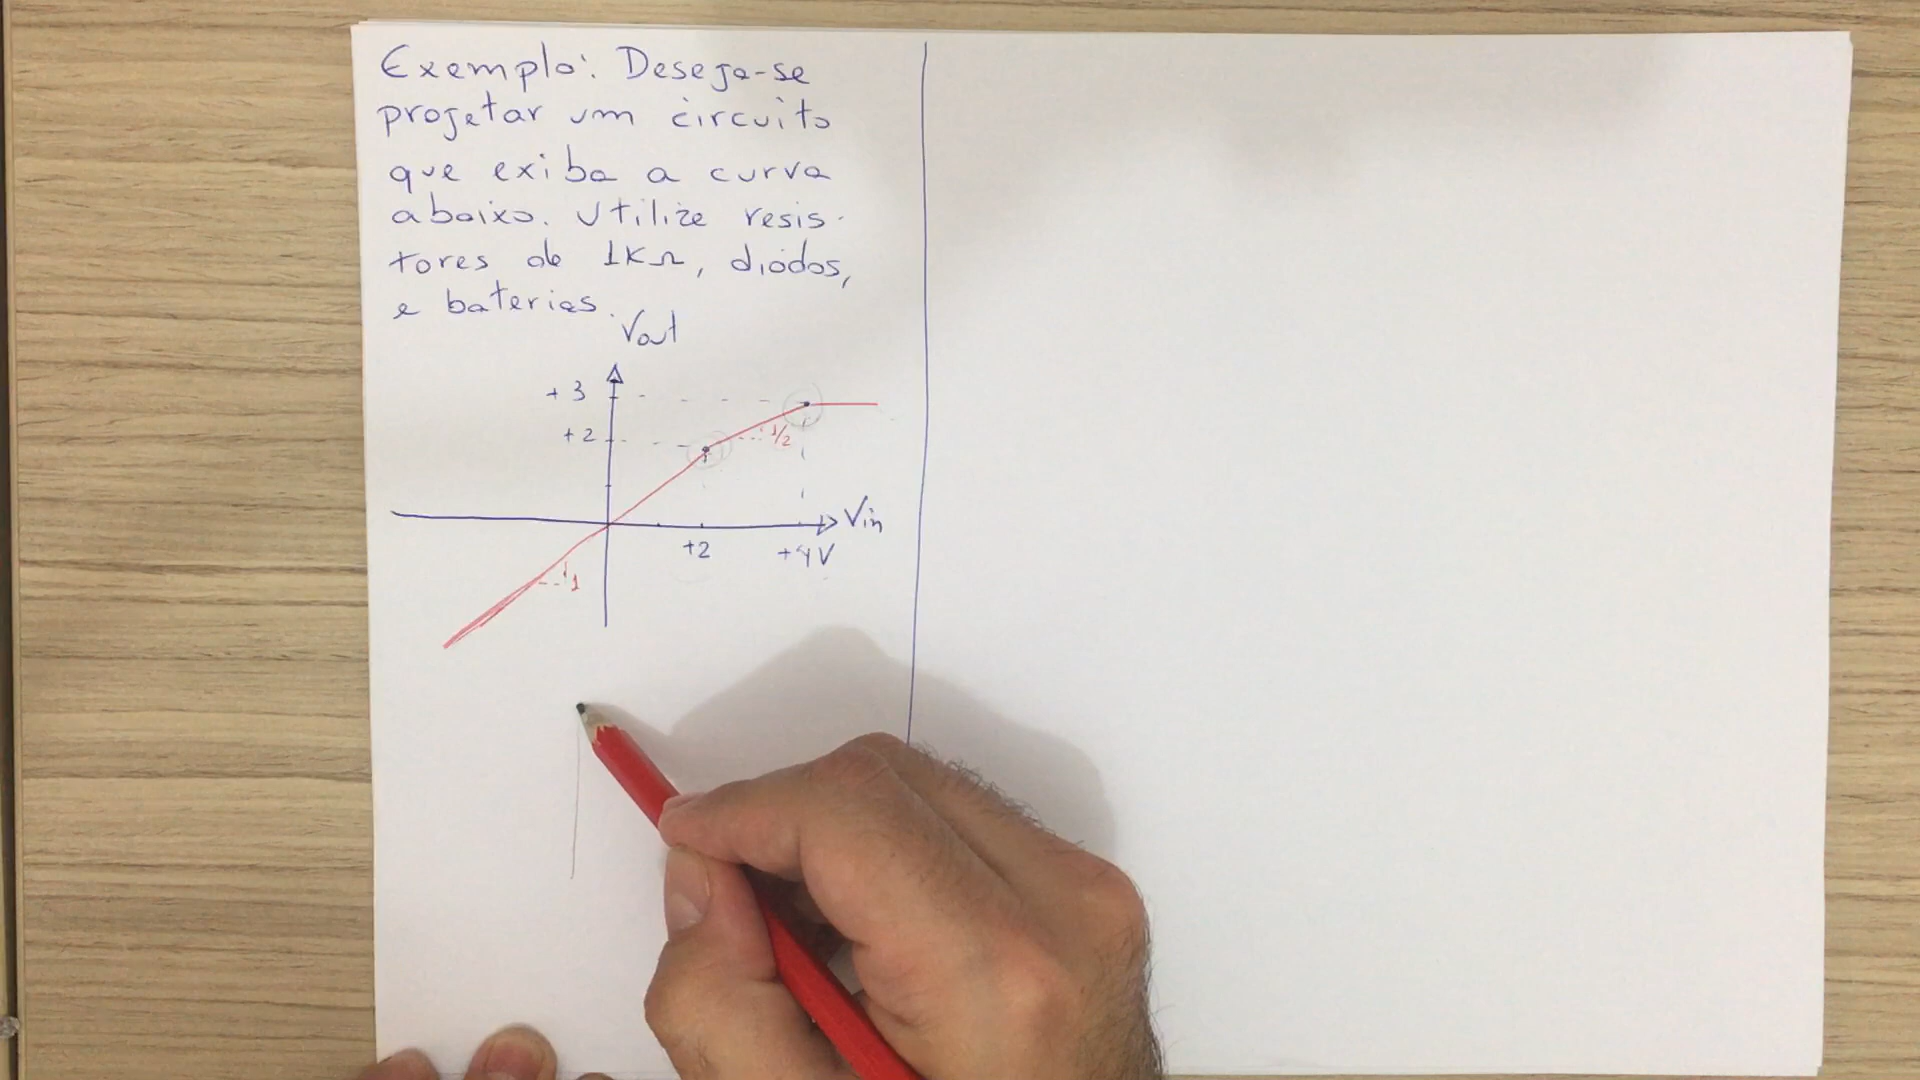 Exemplo: Deseja-se
projetar um circuito
que exiba a curva
abaixo. Utilize resis-
tores de 1KΩ, diodos,
e baterias.
Vout
+3
+2
1/2
Vin
+2
+4V
1